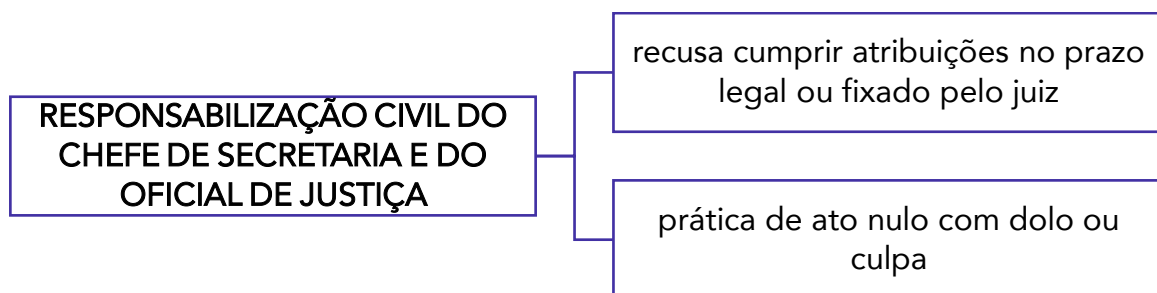 RESPONSABILIZAÇÃO CIVIL DO
CHEFE DE SECRETARIA E DO
OFICIAL DE JUSTIÇA
recusa cumprir atribuições no prazo
legal ou fixado pelo juiz
prática de ato nulo com dolo ou
culpa